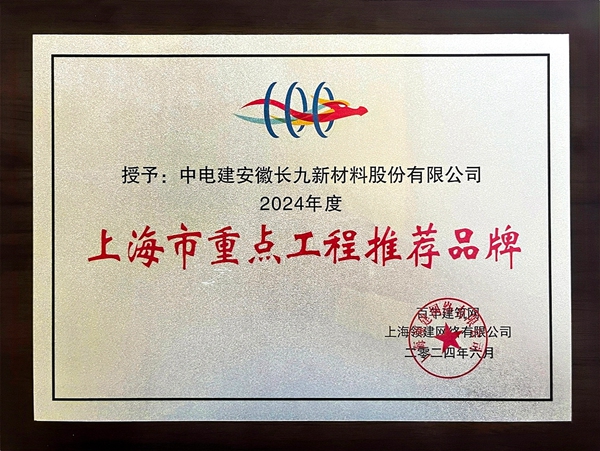 授予：中电建安徽长九新材料股份有限公司
2024年度
上海市重点工程推荐品牌
百年建筑网
上海领建网络有限公司
二零二四年六月